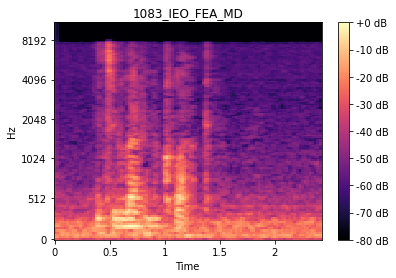 1083_IEO_FEA_MD
8192
4096
2048
1024
512
0
Hz
0
0.5
1
1.5
2
Time
+0 dB
-10 dB
-20 dB
-30 dB
-40 dB
-50 dB
-60 dB
-70 dB
-80 dB